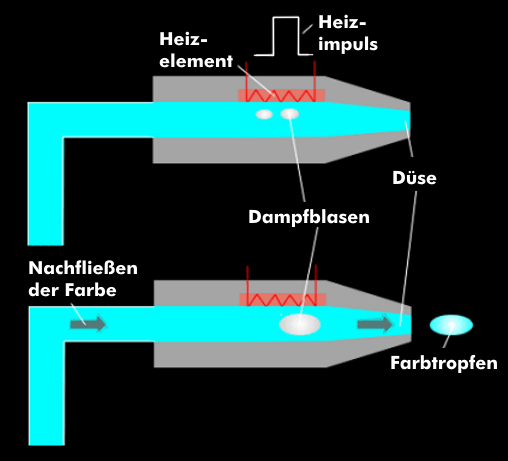 Heiz-
element
Heiz-
impuls
Düse
Dampfblasen
Nachfließen
der Farbe
Farbtropfen